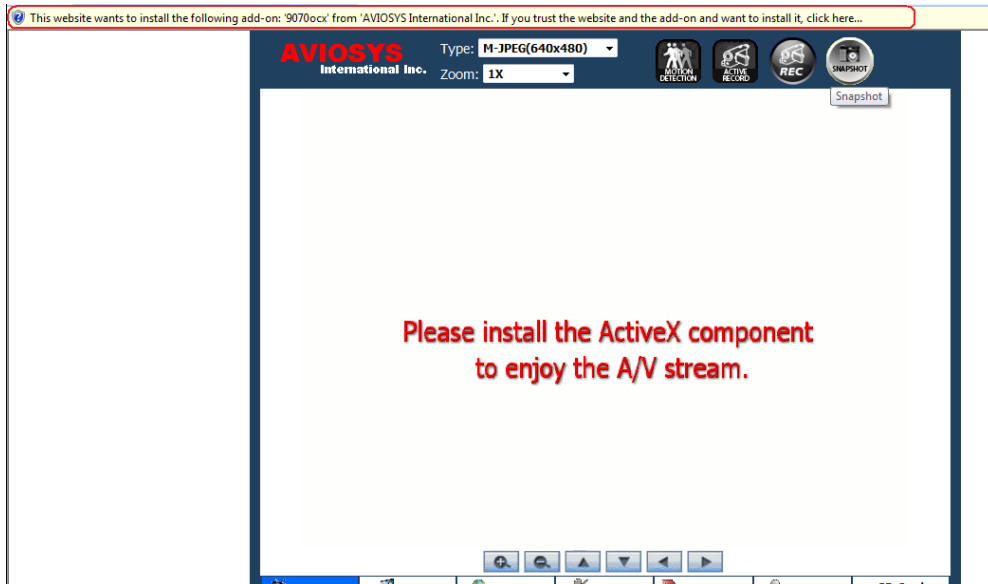 This website wants to install the following add-on: '9070ocx' from 'AVIOSYS International Inc.'. If you trust the website and the add-on and want to install it, click here...
AVIOSYS
International Inc.
Type: M-JPEG(640x480)
Zoom: 1X
MOTION
DETECTION
ACTIVE
RECORD
REC
SNAPSHOT
Snapshot
Please install the ActiveX component
to enjoy the A/V stream.